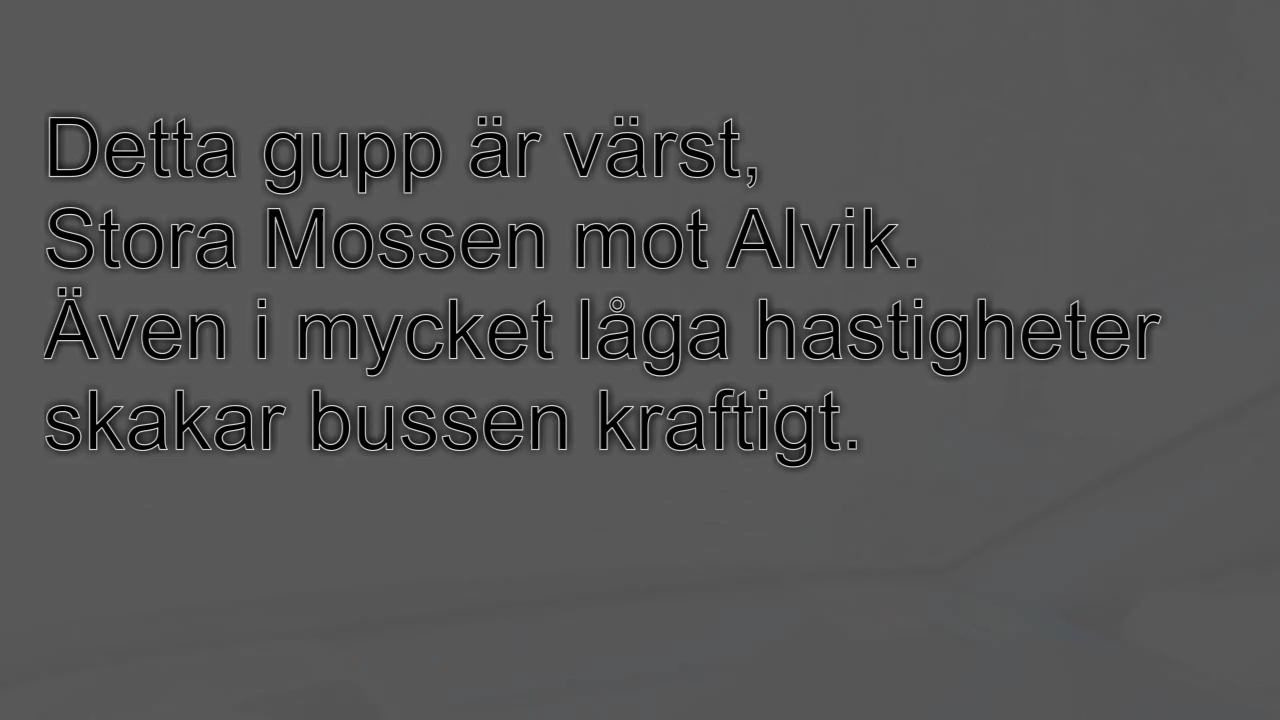 Detta gupp är värst,
Stora Mossen mot Alvik.
Även i mycket låga hastigheter
skakar bussen kraftigt.